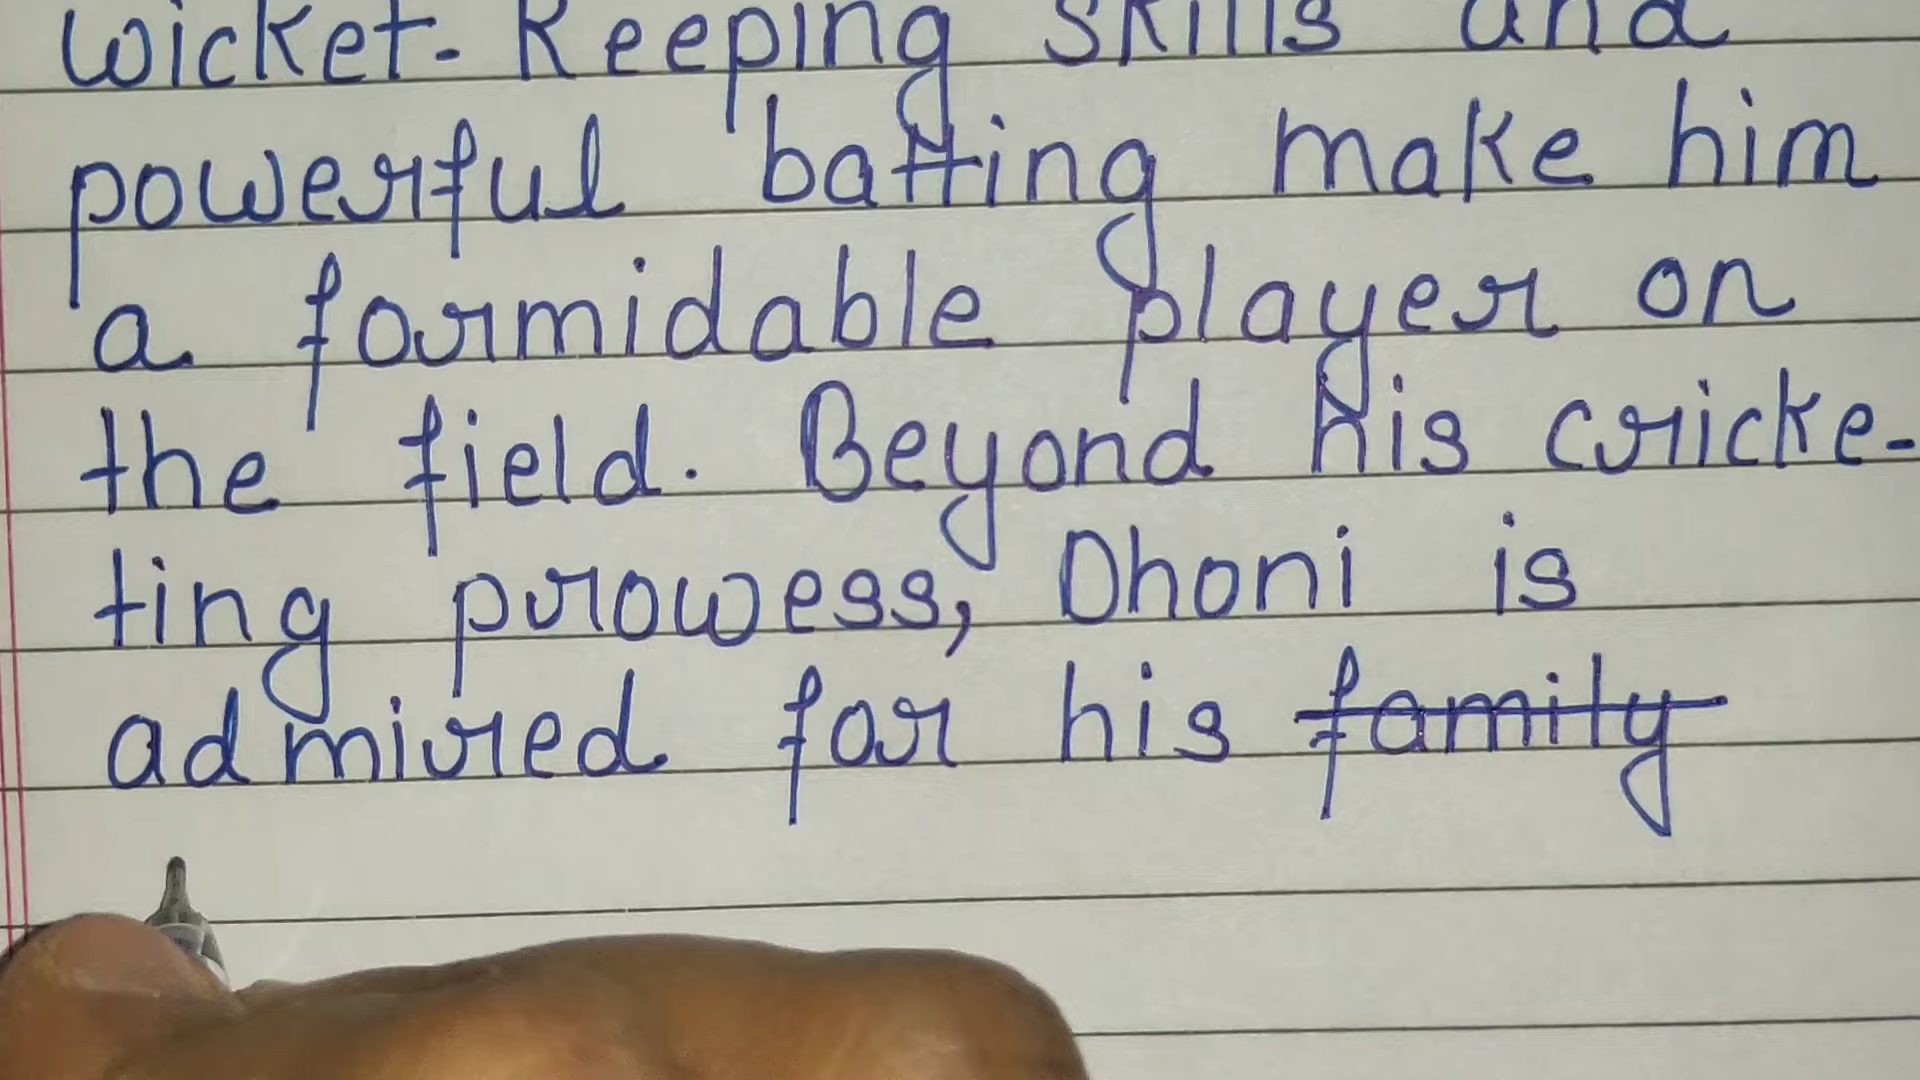 wicket-Keeping skills and
powerful batting make him
a formidable player on
the field. Beyond his cricke-
ting prowess, Dhoni is
admired for his family